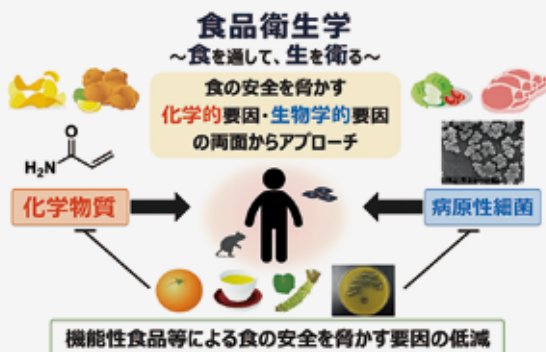 食品衛生学
～食を通して、生を衛る～
食の安全を脅かす
化学的要因・生物学的要因
の両面からアプローチ
O
H₂N
化学物質
病原性細菌
機能性食品等による食の安全を脅かす要因の低減